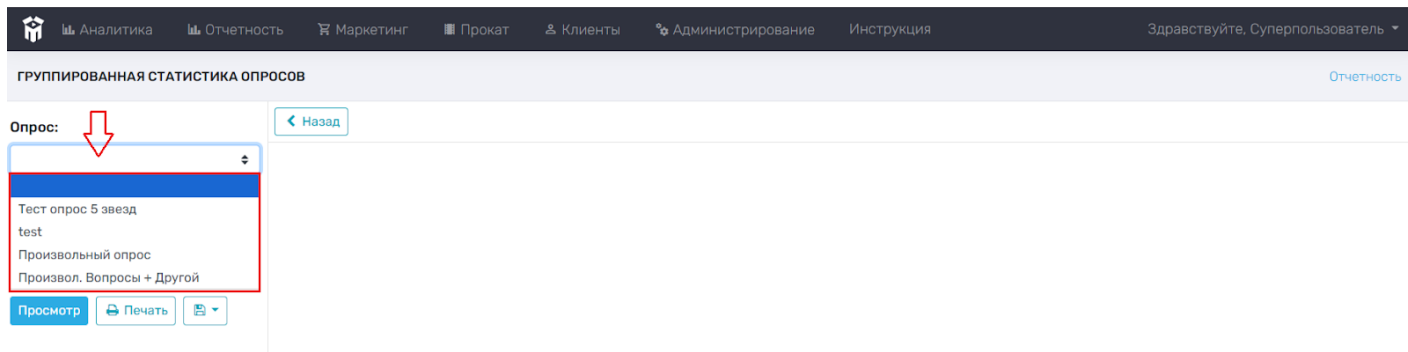 Аналитика Отчетность Маркетинг Прокат Клиенты Администрирование Инструкция Здравствуйте, Суперпользователь
ГРУППИРОВАННАЯ СТАТИСТИКА ОПРОСОВ Отчетность
Опрос: Назад
Тест опрос 5 звезд
test
Произвольный опрос
Произвол. Вопросы + Другой
Просмотр Печать